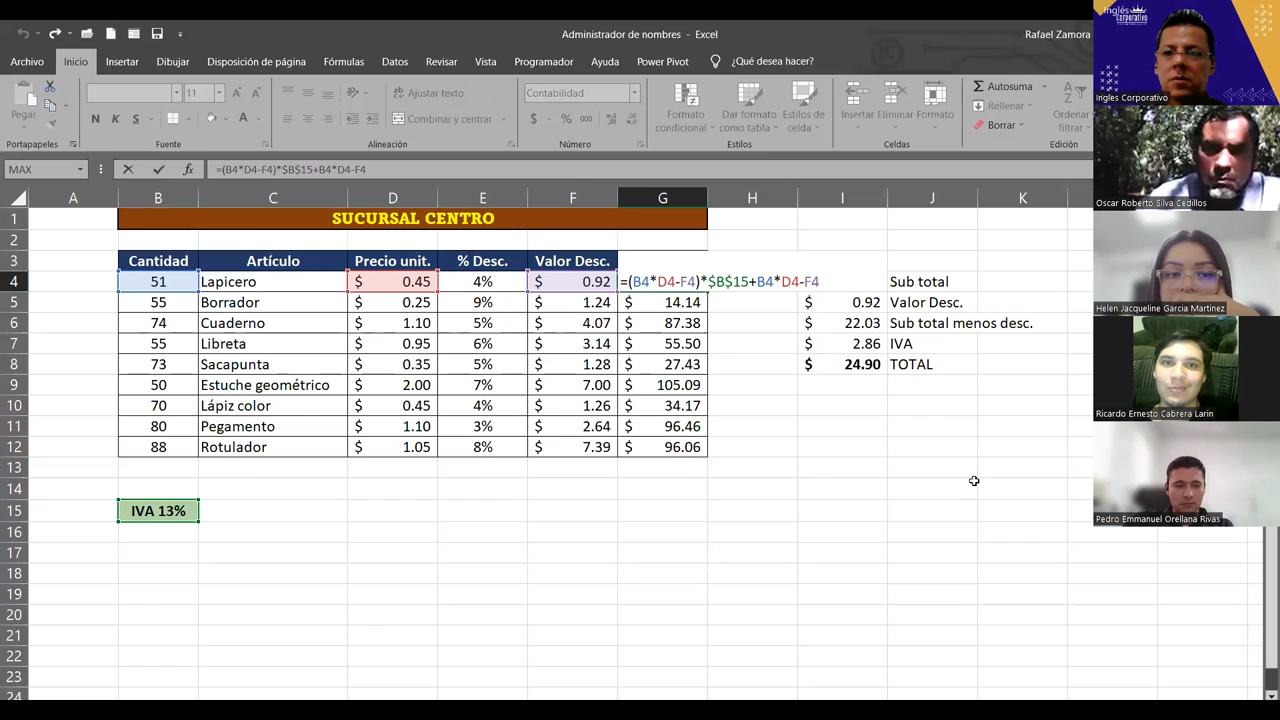 Administrador de nombres - Excel
Rafael Zamora
Archivo Inicio Insertar Dibujar Disposición de página Fórmulas Datos Revisar Vista Programador Ayuda Power Pivot ¿Qué desea hacer?
Pegar
11
N K S
Ajustar texto
Combinar y centrar
Contabilidad
$ % 000
Formato condicional
Dar formato como tabla
Estilos de celda
Insertar Eliminar Formato
Autosuma
Rellenar
Borrar
Ordenar y filtrar
Portapapeles Fuente Alineación Número Estilos Celdas Edición
MAX =(B4*D4-F4)*$B$15+B4*D4-F4
A B C D E F G H I J K
1 SUCURSAL CENTRO
2
3 Cantidad Artículo Precio unit. % Desc. Valor Desc.
4 51 Lapicero $ 0.45 4% $ 0.92 =(B4*D4-F4)*$B$15+B4*D4-F4 Sub total
5 55 Borrador $ 0.25 9% $ 1.24 $ 14.14 $ 0.92 Valor Desc.
6 74 Cuaderno $ 1.10 5% $ 4.07 $ 87.38 $ 22.03 Sub total menos desc.
7 55 Libreta $ 0.95 6% $ 3.14 $ 55.50 $ 2.86 IVA
8 73 Sacapunta $ 0.35 5% $ 1.28 $ 27.43 $ 24.90 TOTAL
9 50 Estuche geométrico $ 2.00 7% $ 7.00 $ 105.09
10 70 Lápiz color $ 0.45 4% $ 1.26 $ 34.17
11 80 Pegamento $ 1.10 3% $ 2.64 $ 96.46
12 88 Rotulador $ 1.05 8% $ 7.39 $ 96.06
13
14
15 IVA 13%
16
17
18
19
20
21
22
23
24
Inglés
Corporativo
Ingles Corporativo
Oscar Roberto Silva Cedillos
Helen Jacqueline Garcia Martinez
Ricardo Ernesto Cabrera Larin
Pedro Emmanuel Orellana Rivas